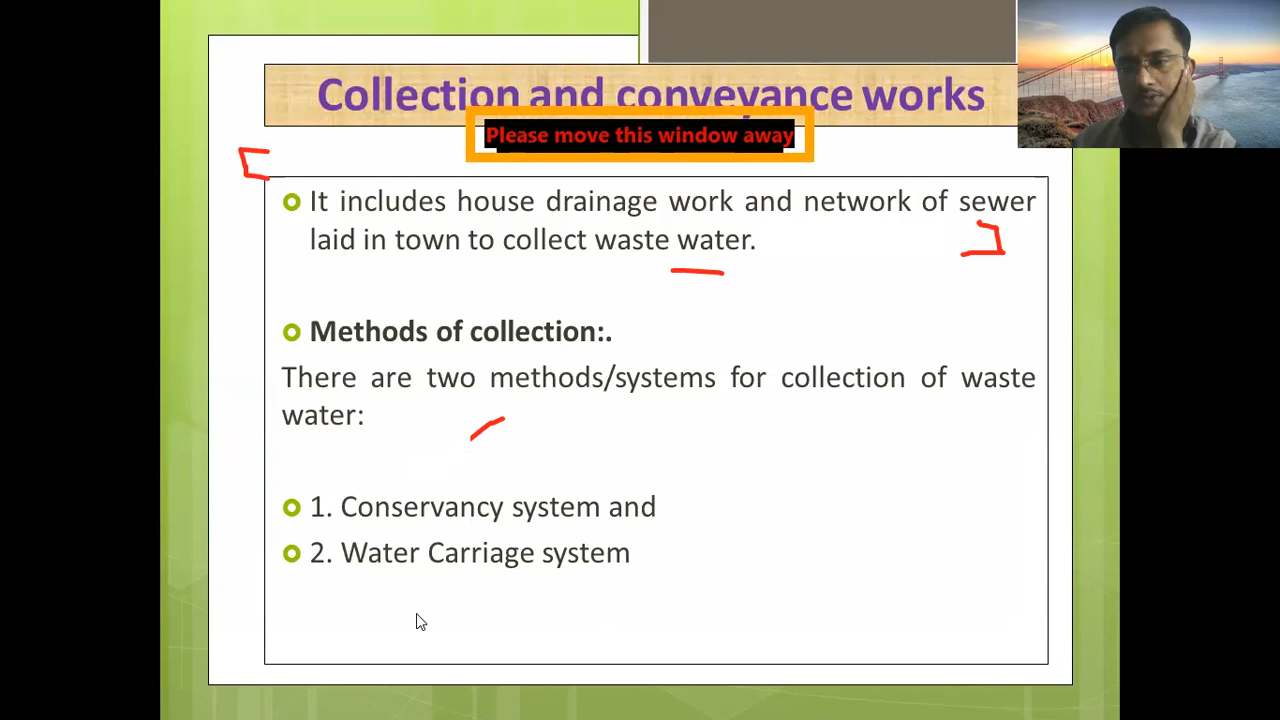 Collection and conveyance works
Please move this window away
It includes house drainage work and network of sewer
laid in town to collect waste water.
Methods of collection:.
There are two methods/systems for collection of waste
water:
1. Conservancy system and
2. Water Carriage system